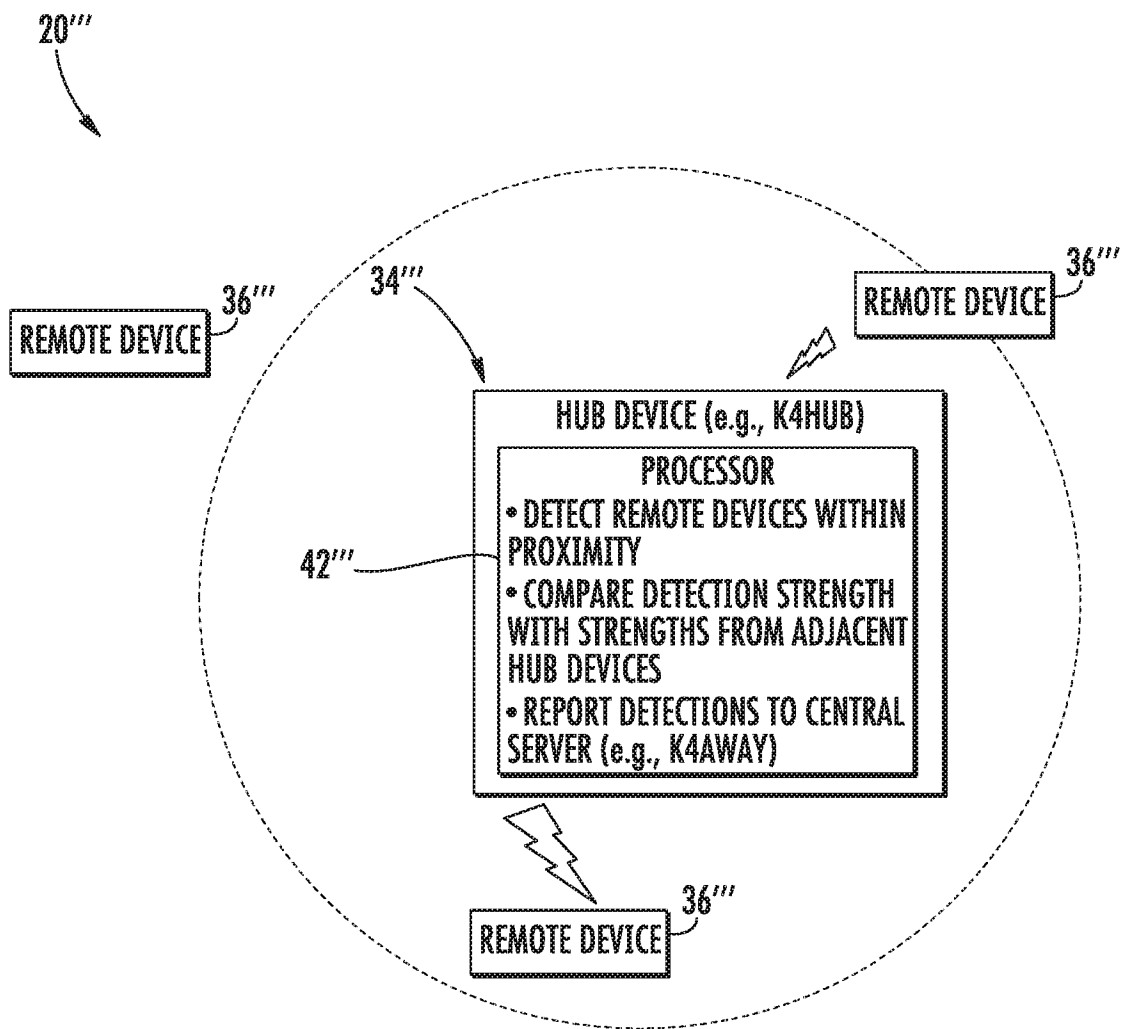 20'''
34'''
36'''
REMOTE DEVICE
36'''
REMOTE DEVICE
HUB DEVICE (e.g., K4HUB)
PROCESSOR
• DETECT REMOTE DEVICES WITHIN
PROXIMITY
42'''
• COMPARE DETECTION STRENGTH
WITH STRENGTHS FROM ADJACENT
HUB DEVICES
• REPORT DETECTIONS TO CENTRAL
SERVER (e.g., K4AWAY)
36'''
REMOTE DEVICE